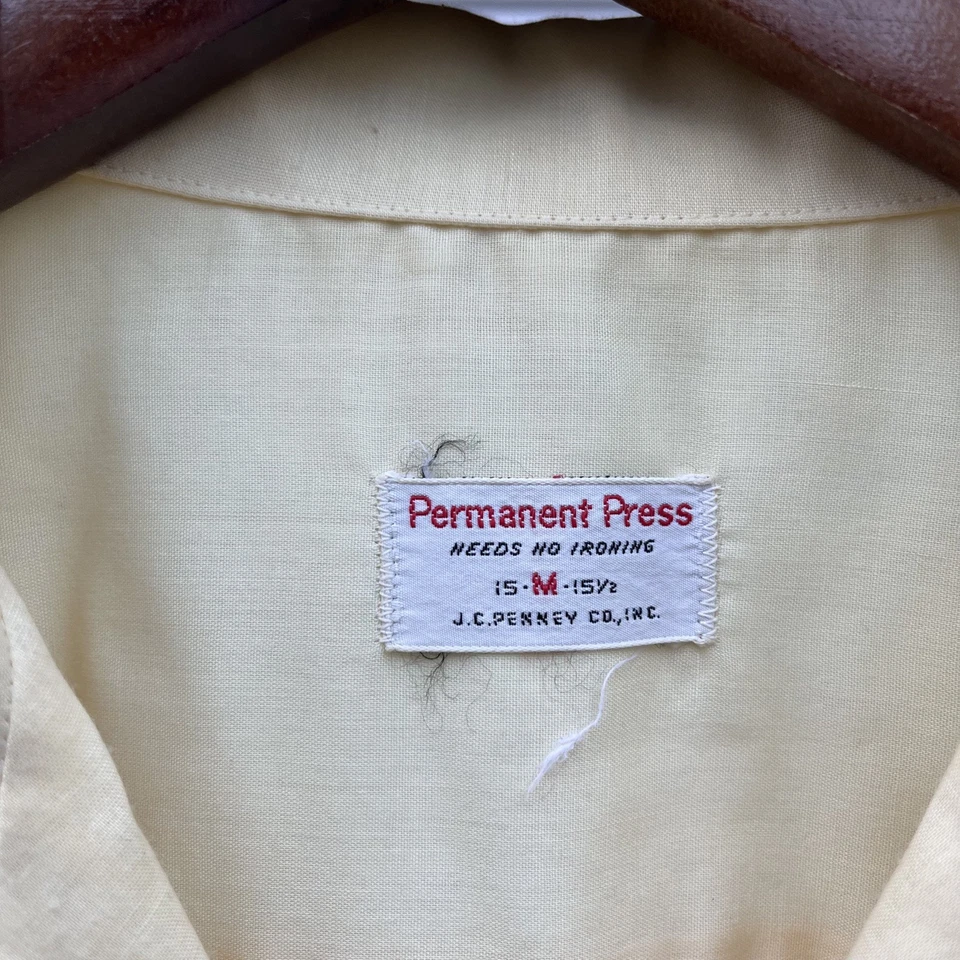 Permanent Press
NEEDS NO IRONING
15·M·15½
J.C.PENNEY CO.,INC.